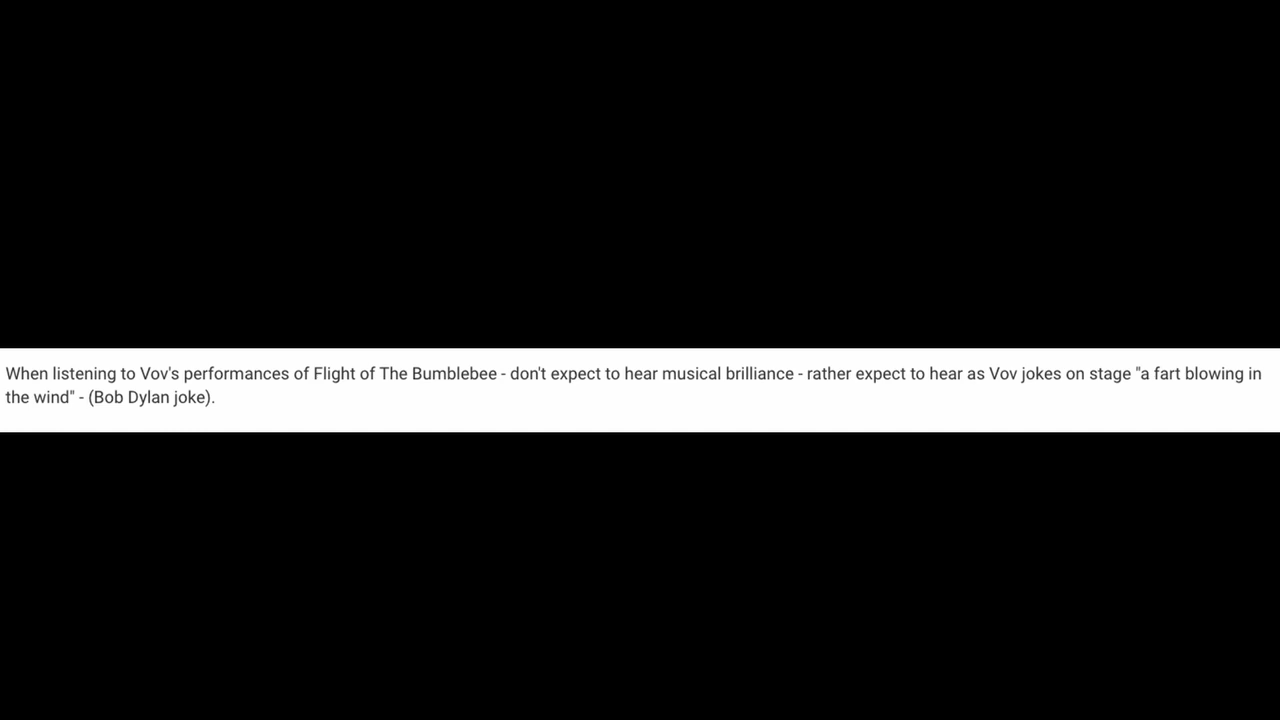 When listening to Vov's performances of Flight of The Bumblebee - don't expect to hear musical brilliance - rather expect to hear as Vov jokes on stage "a fart blowing in
the wind" - (Bob Dylan joke).